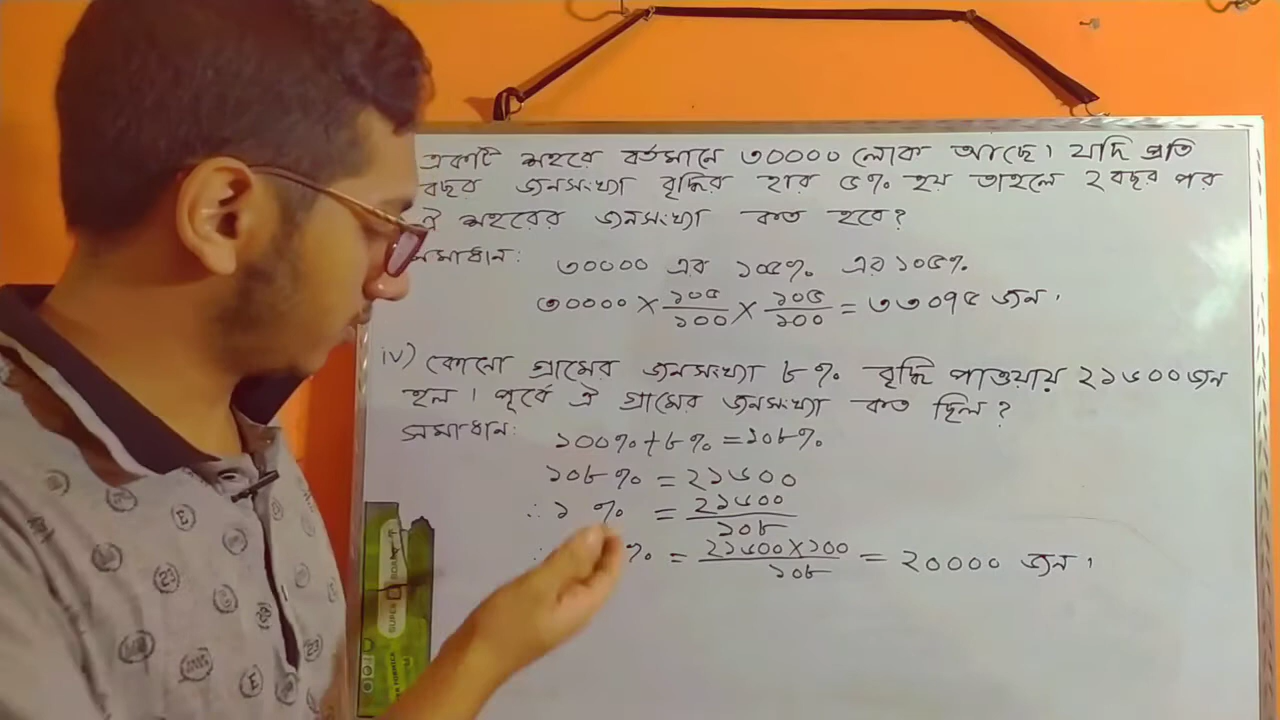 একটি শহরে বর্তমানে ৩০০০০ লোক আছে। যদি প্রতি
বছর জনসংখ্যা বৃদ্ধির হার ৫% হয় তাহলে ২ বছর পর
ঐ শহরের জনসংখ্যা কত হবে?
সমাধান: ৩০০০০ এর ১০৫% এর ১০৫%
৩০০০০ × ১০৫/১০০ × ১০৫/১০০ = ৩৩০৭৫ জন।
iv) কোনো গ্রামের জনসংখ্যা ৮% বৃদ্ধি পাওয়ায় ২১৬০০ জন
হল। পূর্বে ঐ গ্রামের জনসংখ্যা কত ছিল?
সমাধান: ১০০% + ৮% = ১০৮%
১০৮% = ২১৬০০
∴ ১% = ২১৬০০/১০৮
% = ২১৬০০×১০০/১০৮ = ২০০০০ জন।
SUPER